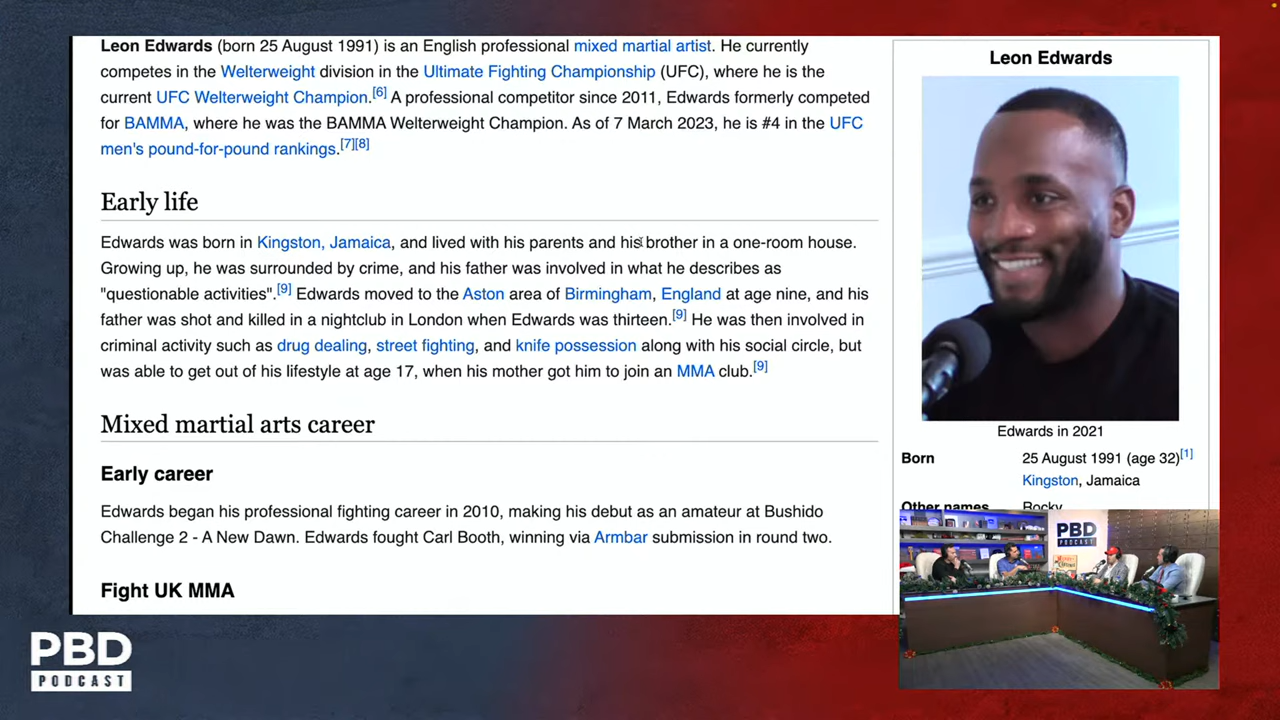 Leon Edwards (born 25 August 1991) is an English professional mixed martial artist. He currently
competes in the Welterweight division in the Ultimate Fighting Championship (UFC), where he is the
current UFC Welterweight Champion.[6] A professional competitor since 2011, Edwards formerly competed
for BAMMA, where he was the BAMMA Welterweight Champion. As of 7 March 2023, he is #4 in the UFC
men's pound-for-pound rankings.[7][8]
Early life
Edwards was born in Kingston, Jamaica, and lived with his parents and his brother in a one-room house.
Growing up, he was surrounded by crime, and his father was involved in what he describes as
"questionable activities".[9] Edwards moved to the Aston area of Birmingham, England at age nine, and his
father was shot and killed in a nightclub in London when Edwards was thirteen.[9] He was then involved in
criminal activity such as drug dealing, street fighting, and knife possession along with his social circle, but
was able to get out of his lifestyle at age 17, when his mother got him to join an MMA club.[9]
Mixed martial arts career
Early career
Edwards began his professional fighting career in 2010, making his debut as an amateur at Bushido
Challenge 2 - A New Dawn. Edwards fought Carl Booth, winning via Armbar submission in round two.
Fight UK MMA
Leon Edwards
Edwards in 2021
Born 25 August 1991 (age 32)[1]
Kingston, Jamaica
Other names Rocky
PBD
PODCAST
PBD
PODCAST